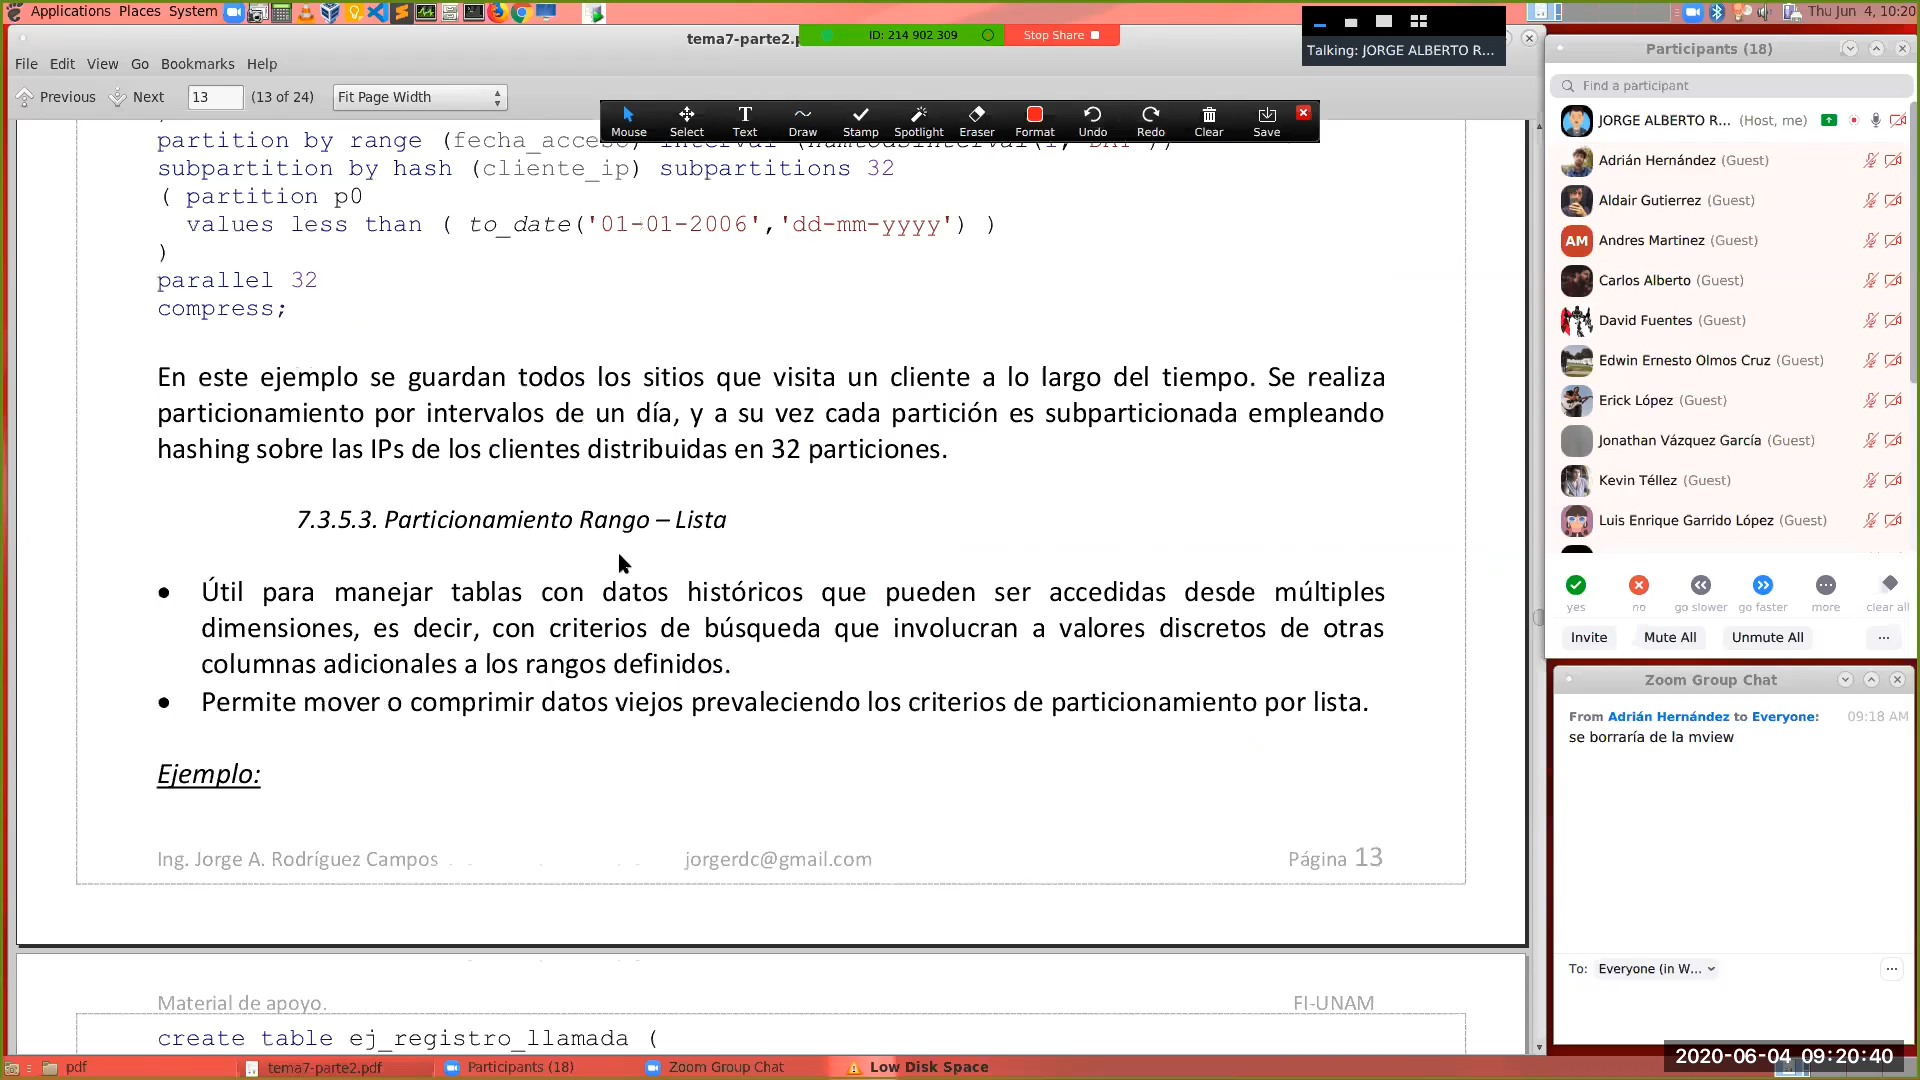 Applications Places System
Thu Jun 4, 10:20
tema7-parte2.p
ID: 214 902 309
Stop Share
Talking: JORGE ALBERTO R...
File Edit View Go Bookmarks Help
Previous Next 13 (13 of 24) Fit Page Width
Mouse Select Text Draw Stamp Spotlight Eraser Format Undo Redo Clear Save
partition by range (fecha_acceso) interval (numtodsinterval(1,'DAY'))
subpartition by hash (cliente_ip) subpartitions 32
( partition p0
values less than ( to_date('01-01-2006','dd-mm-yyyy') )
)
parallel 32
compress;
En este ejemplo se guardan todos los sitios que visita un cliente a lo largo del tiempo. Se realiza
particionamiento por intervalos de un día, y a su vez cada partición es subparticionada empleando
hashing sobre las IPs de los clientes distribuidas en 32 particiones.
7.3.5.3. Particionamiento Rango – Lista
• Útil para manejar tablas con datos históricos que pueden ser accedidas desde múltiples
dimensiones, es decir, con criterios de búsqueda que involucran a valores discretos de otras
columnas adicionales a los rangos definidos.
• Permite mover o comprimir datos viejos prevaleciendo los criterios de particionamiento por lista.
Ejemplo:
Ing. Jorge A. Rodríguez Campos jorgerdc@gmail.com Página 13
Material de apoyo. FI-UNAM
create table ej_registro_llamada (
Participants (18)
Find a participant
JORGE ALBERTO R... (Host, me)
Adrián Hernández (Guest)
Aldair Gutierrez (Guest)
AM Andres Martinez (Guest)
Carlos Alberto (Guest)
David Fuentes (Guest)
Edwin Ernesto Olmos Cruz (Guest)
Erick López (Guest)
Jonathan Vázquez García (Guest)
Kevin Téllez (Guest)
Luis Enrique Garrido López (Guest)
yes no go slower go faster more clear all
Invite Mute All Unmute All ...
Zoom Group Chat
From Adrián Hernández to Everyone: 09:18 AM
se borraría de la mview
To: Everyone (in W... ...
pdf tema7-parte2.pdf Participants (18) Zoom Group Chat Low Disk Space
2020-06-04 09:20:40